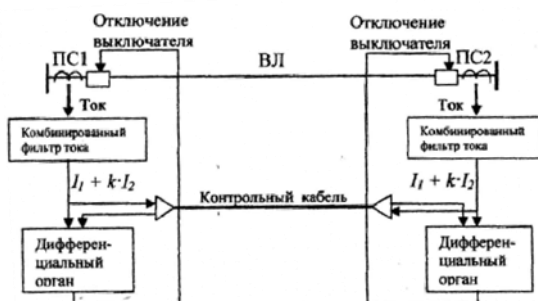 Отключение
выключателя
Отключение
выключателя
ПС1
ВЛ
ПС2
Ток
Ток
Комбинированный
фильтр тока
Комбинированный
фильтр тока
I₁ + k·I₂
I₁ + k·I₂
Контрольный кабель
Дифферен-
циальный
орган
Дифферен-
циальный
орган